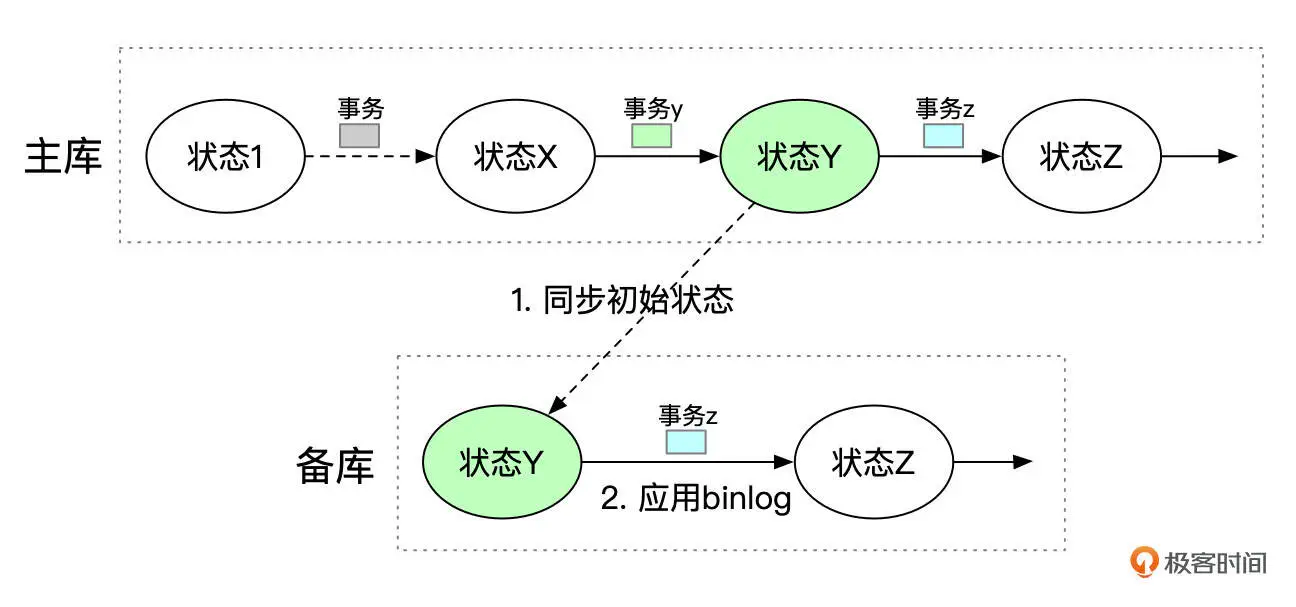 事务
事务y
事务z
主库
状态1
状态X
状态Y
状态Z
1. 同步初始状态
事务z
备库
状态Y
状态Z
2. 应用binlog
极客时间